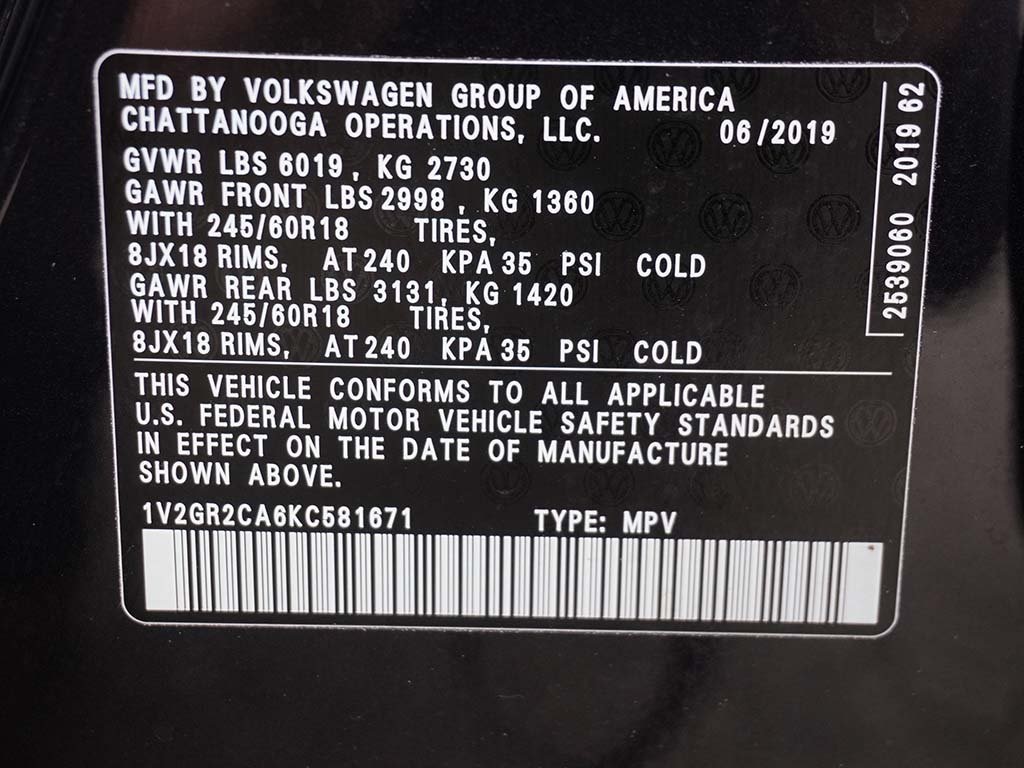 MFD BY VOLKSWAGEN GROUP OF AMERICA
CHATTANOOGA OPERATIONS, LLC. 06/2019
GVWR LBS 6019, KG 2730
GAWR FRONT LBS 2998, KG 1360
WITH 245/60R18 TIRES,
8JX18 RIMS, AT 240 KPA 35 PSI COLD
GAWR REAR LBS 3131, KG 1420
WITH 245/60R18 TIRES,
8JX18 RIMS, AT 240 KPA 35 PSI COLD
THIS VEHICLE CONFORMS TO ALL APPLICABLE
U.S. FEDERAL MOTOR VEHICLE SAFETY STANDARDS
IN EFFECT ON THE DATE OF MANUFACTURE
SHOWN ABOVE.
1V2GR2CA6KC581671 TYPE: MPV
2539060 2019 62